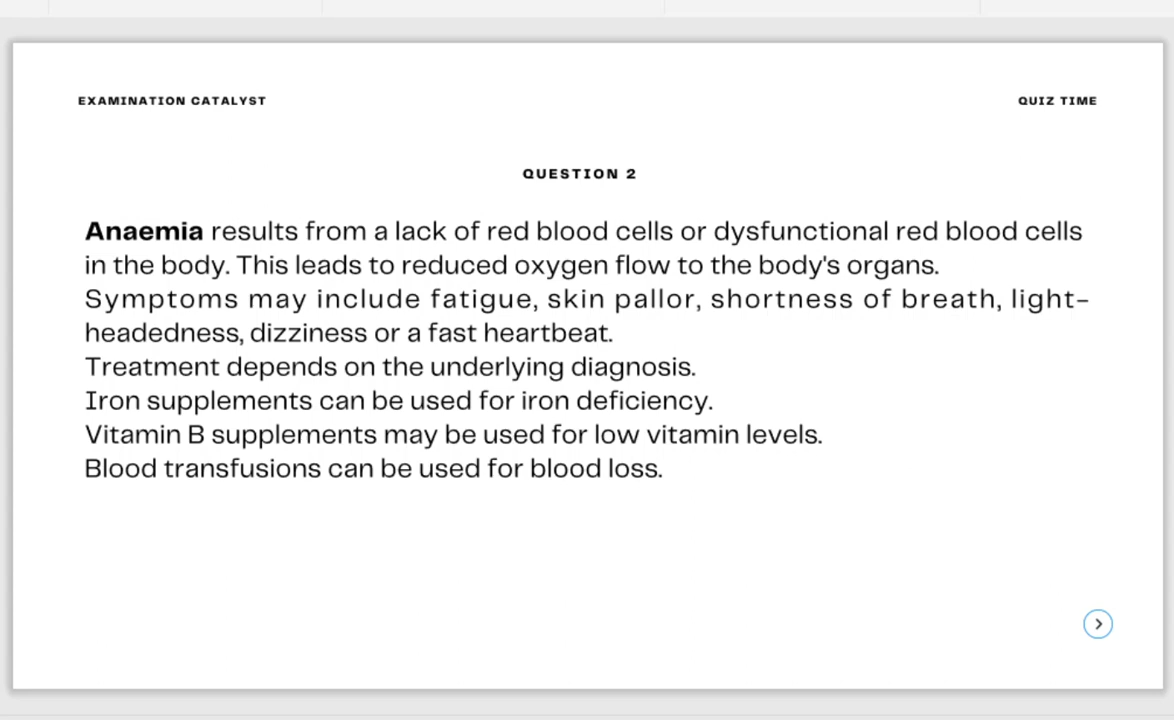 EXAMINATION CATALYST
QUIZ TIME
QUESTION 2
Anaemia results from a lack of red blood cells or dysfunctional red blood cells
in the body. This leads to reduced oxygen flow to the body's organs.
Symptoms may include fatigue, skin pallor, shortness of breath, light-
headedness, dizziness or a fast heartbeat.
Treatment depends on the underlying diagnosis.
Iron supplements can be used for iron deficiency.
Vitamin B supplements may be used for low vitamin levels.
Blood transfusions can be used for blood loss.